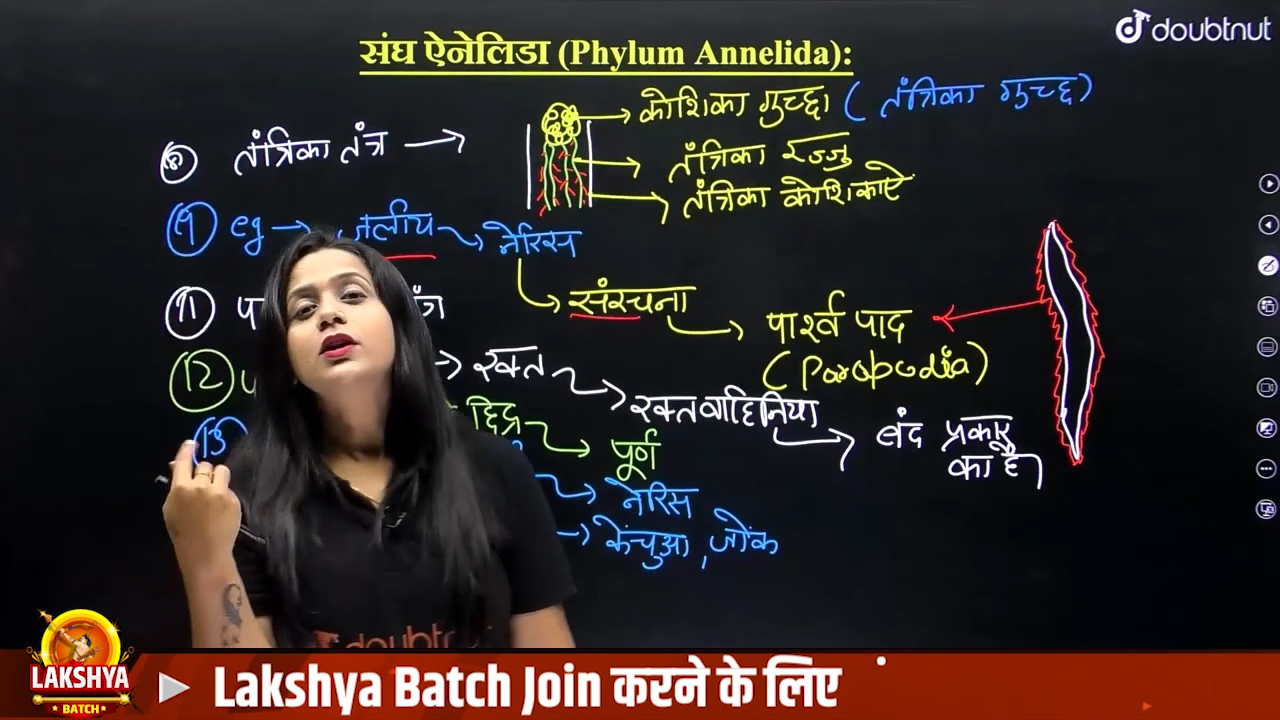 doubtnut
संघ ऐनेलिडा (Phylum Annelida):
तंत्रिका तंत्र → → कोशिका गुच्छा (तंत्रिका गुच्छ)
→ तंत्रिका रज्जु
→ तंत्रिका कोशिकाऐ
(9) eg → जलीय नेरिस
→ संरचना → पार्श्व पाद
(Parapodia)
(11)
(12) → रक्त → रक्तवाहिनिया → बंद प्रकार
का है
(13) छिद्र → पूर्ण
→ नेरिस
→ केंचुआ, जोंक
doubtnut
LAKSHYA
BATCH
Lakshya Batch Join करने के लिए